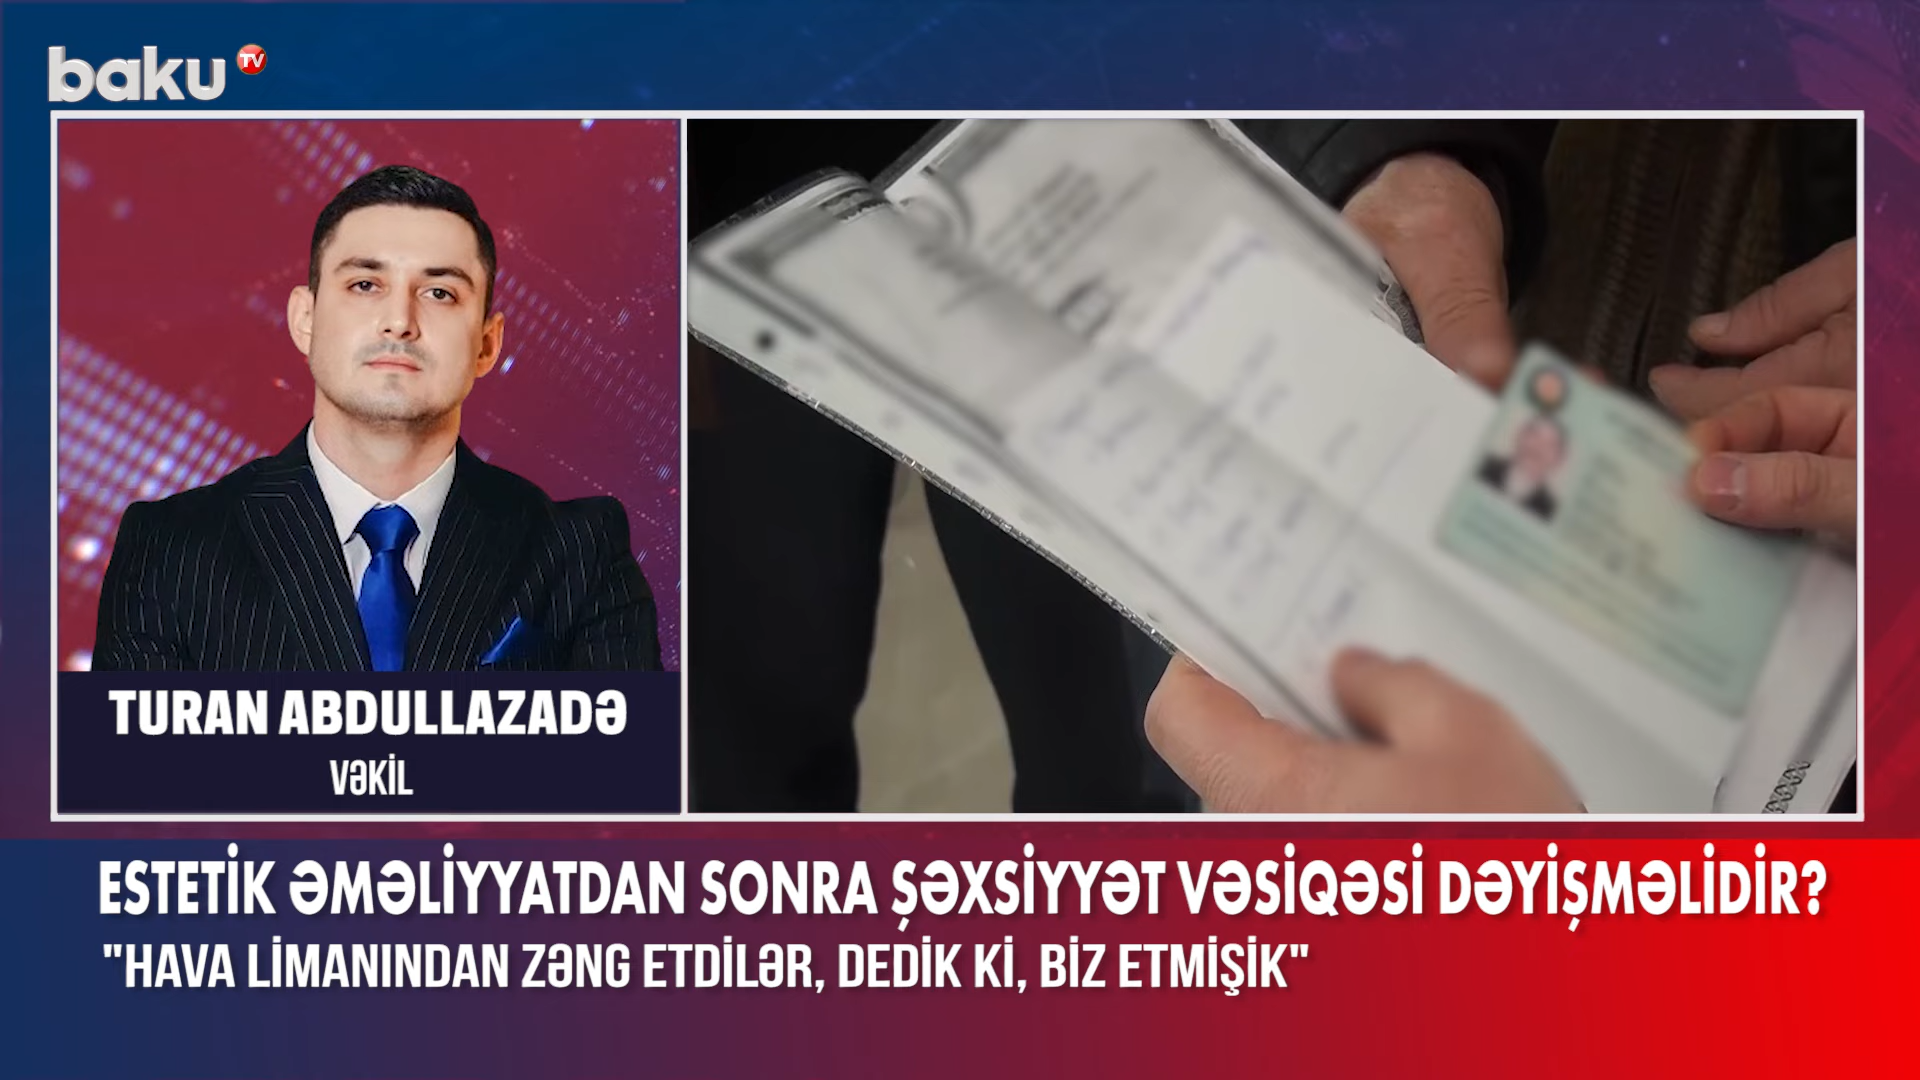 baku TV
TURAN ABDULLAZADƏ
VƏKİL
ESTETİK ƏMƏLİYYATDAN SONRA ŞƏXSİYYƏT VƏSİQƏSİ DƏYİŞMƏLİDİR?
"HAVA LİMANINDAN ZƏNG ETDİLƏR, DEDİK Kİ, BİZ ETMİŞİK"